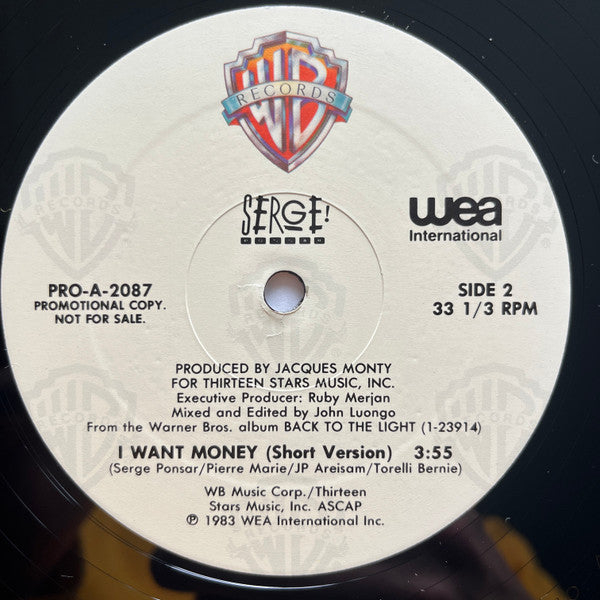 WB
RECORDS
SERGE!
PONSAR
wea
International
PRO-A-2087
PROMOTIONAL COPY.
NOT FOR SALE.
SIDE 2
33 1/3 RPM
PRODUCED BY JACQUES MONTY
FOR THIRTEEN STARS MUSIC, INC.
Executive Producer: Ruby Merjan
Mixed and Edited by John Luongo
From the Warner Bros. album BACK TO THE LIGHT (1-23914)
I WANT MONEY (Short Version) 3:55
(Serge Ponsar/Pierre Marie/JP Areisam/Torelli Bernie)
WB Music Corp./Thirteen
Stars Music, Inc. ASCAP
℗ 1983 WEA International Inc.